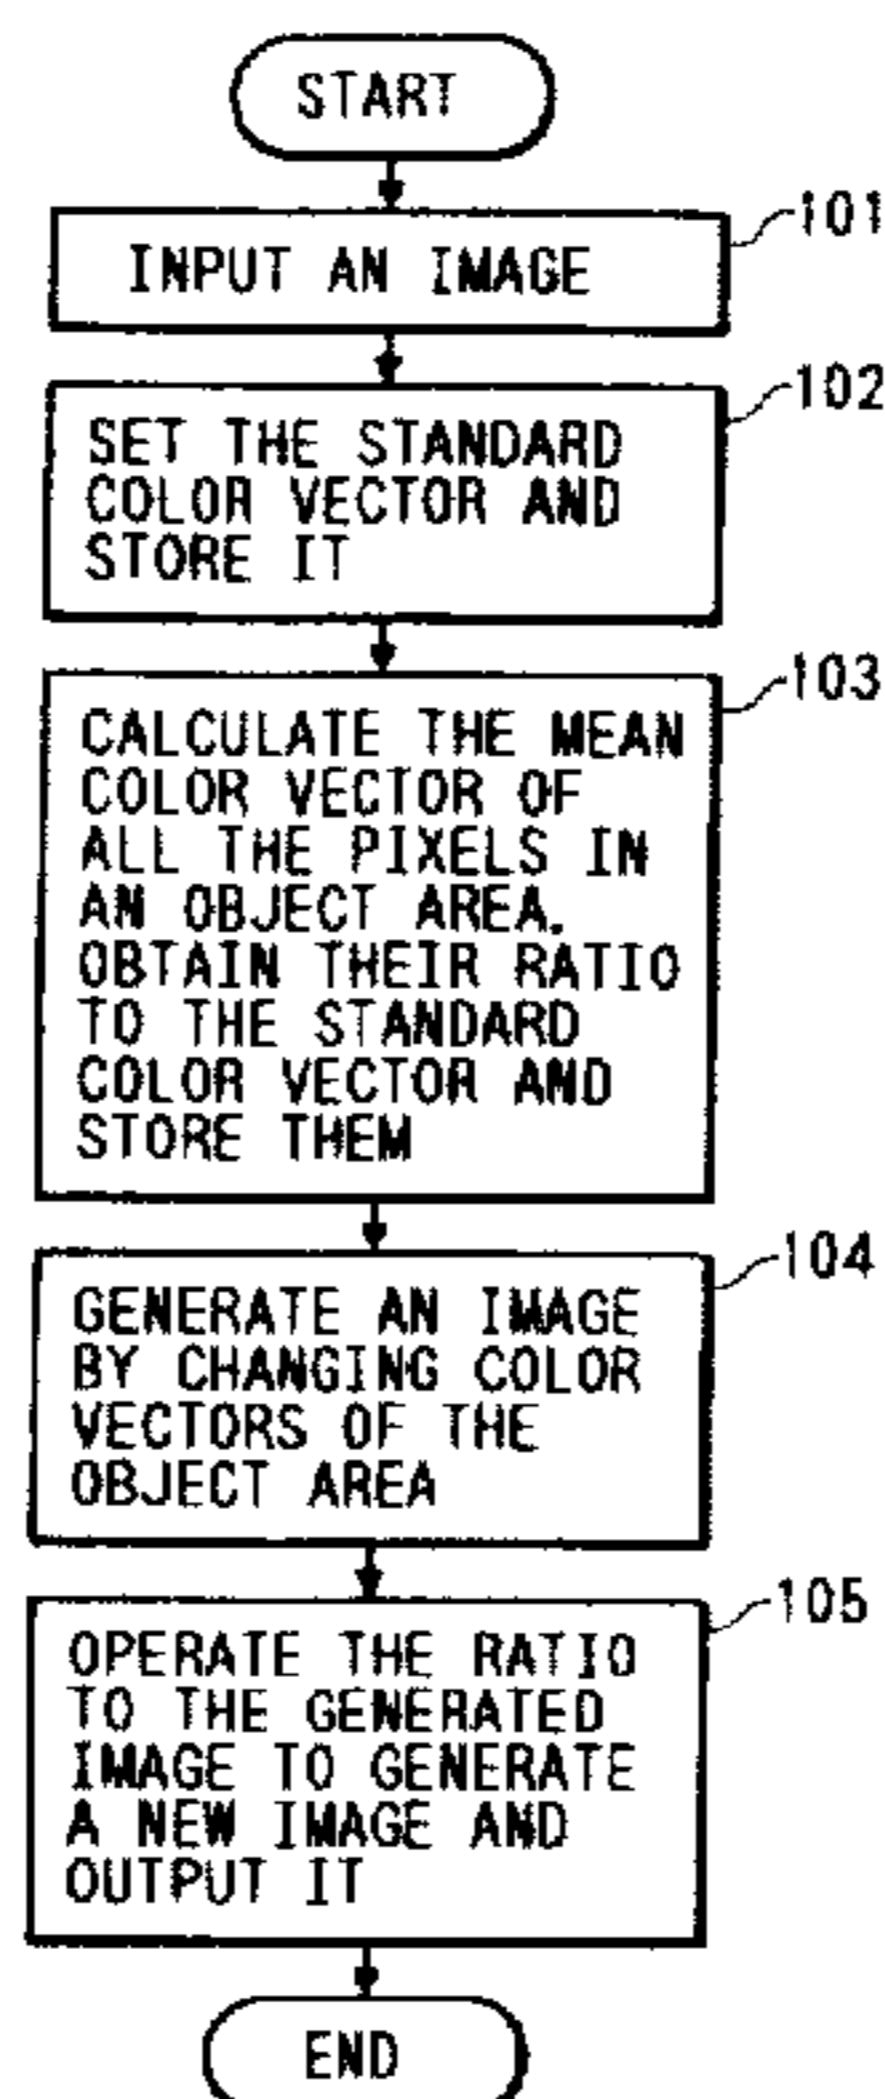 START
101
INPUT AN IMAGE
102
SET THE STANDARD
COLOR VECTOR AND
STORE IT
103
CALCULATE THE MEAN
COLOR VECTOR OF
ALL THE PIXELS IN
AN OBJECT AREA.
OBTAIN THEIR RATIO
TO THE STANDARD
COLOR VECTOR AND
STORE THEM
104
GENERATE AN IMAGE
BY CHANGING COLOR
VECTORS OF THE
OBJECT AREA
105
OPERATE THE RATIO
TO THE GENERATED
IMAGE TO GENERATE
A NEW IMAGE AND
OUTPUT IT
END